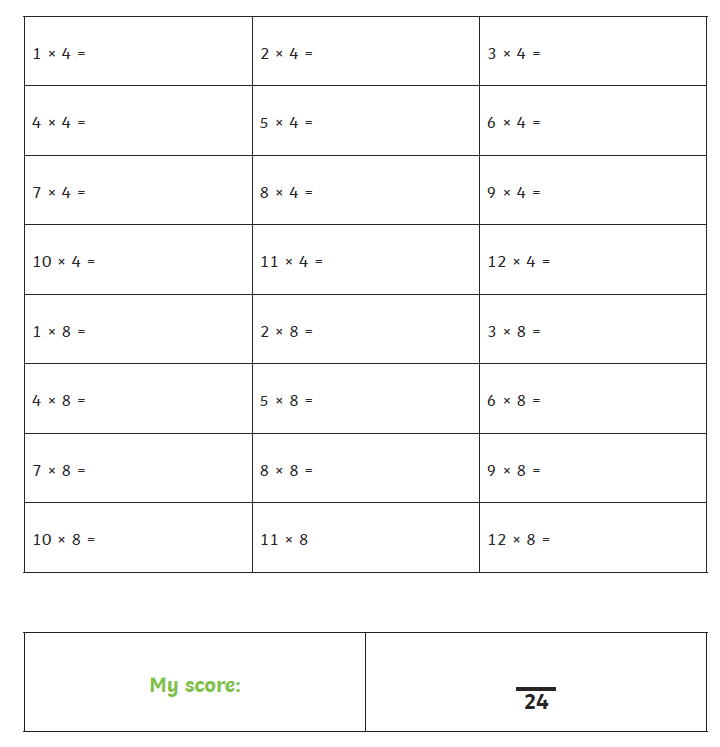 1 × 4 =
2 × 4 =
3 × 4 =
4 × 4 =
5 × 4 =
6 × 4 =
7 × 4 =
8 × 4 =
9 × 4 =
10 × 4 =
11 × 4 =
12 × 4 =
1 × 8 =
2 × 8 =
3 × 8 =
4 × 8 =
5 × 8 =
6 × 8 =
7 × 8 =
8 × 8 =
9 × 8 =
10 × 8 =
11 × 8
12 × 8 =
My score:
24